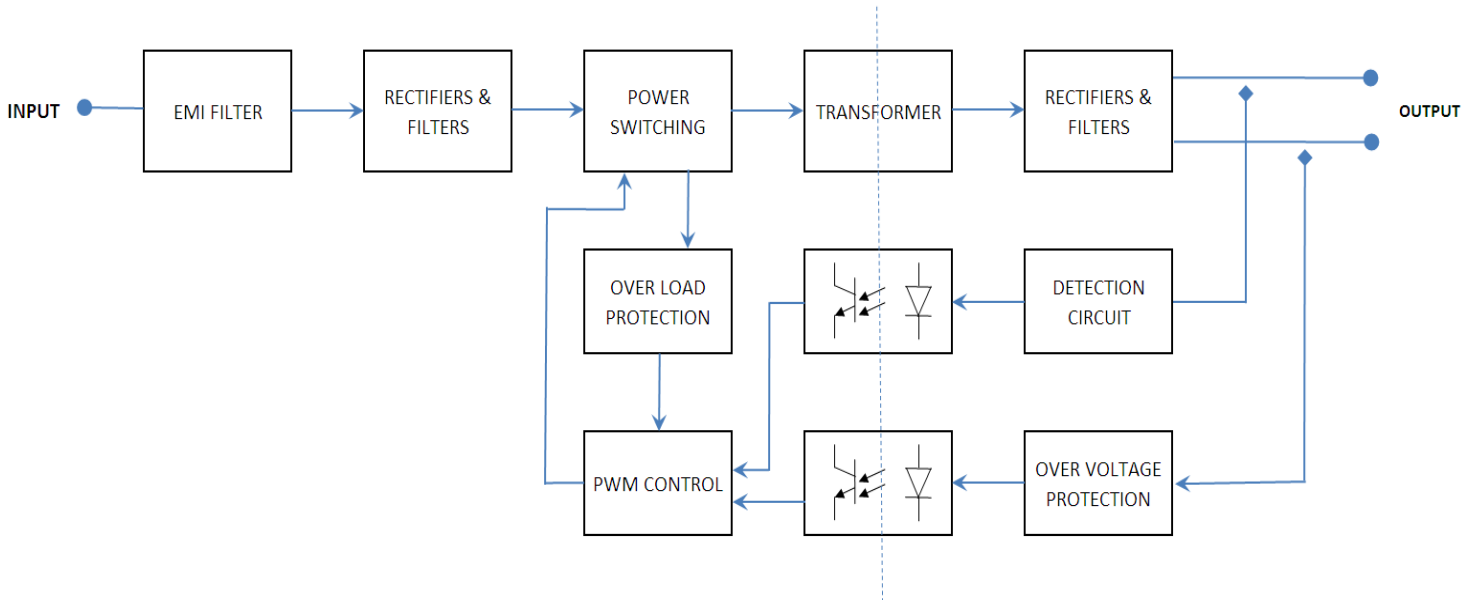 INPUT
EMI FILTER
RECTIFIERS &
FILTERS
POWER
SWITCHING
TRANSFORMER
RECTIFIERS &
FILTERS
OUTPUT
OVER LOAD
PROTECTION
DETECTION
CIRCUIT
PWM CONTROL
OVER VOLTAGE
PROTECTION